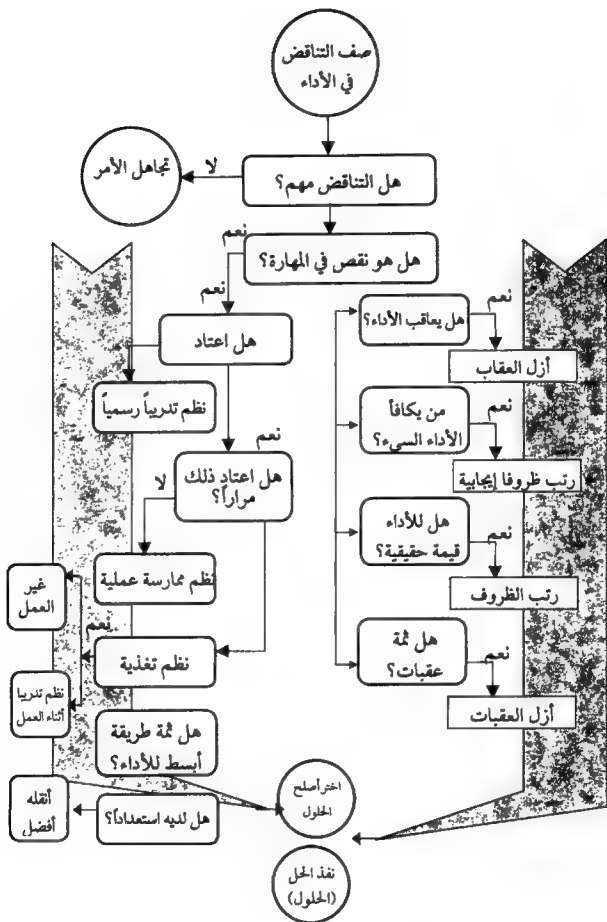 صف التناقض
في الأداء
تجاهل الأمر
لا
هل التناقض مهم؟
نعم
هل هو نقص في المهارة؟
نعم
هل اعتاد
نظم تدريباً رسمياً
نعم
هل اعتاد ذلك
مراراً؟
لا
نظم ممارسة عملية
غير
العمل
نعم
نظم تغذية
نظم تدريبا
أثناء العمل
هل ثمة طريقة
أبسط للأداء؟
أنقله
أفضل
هل لديه استعداداً؟
هل يعاقب الأداء؟
نعم
أزل العقاب
من يكافأ
الأداء السيء؟
نعم
رتب ظروفا إيجابية
هل للأداء
قيمة حقيقية؟
نعم
رتب الظروف
هل ثمة
عقبات؟
نعم
أزل العقبات
اختر أصلح
الحلول
نفذ الحل
(الحلول)